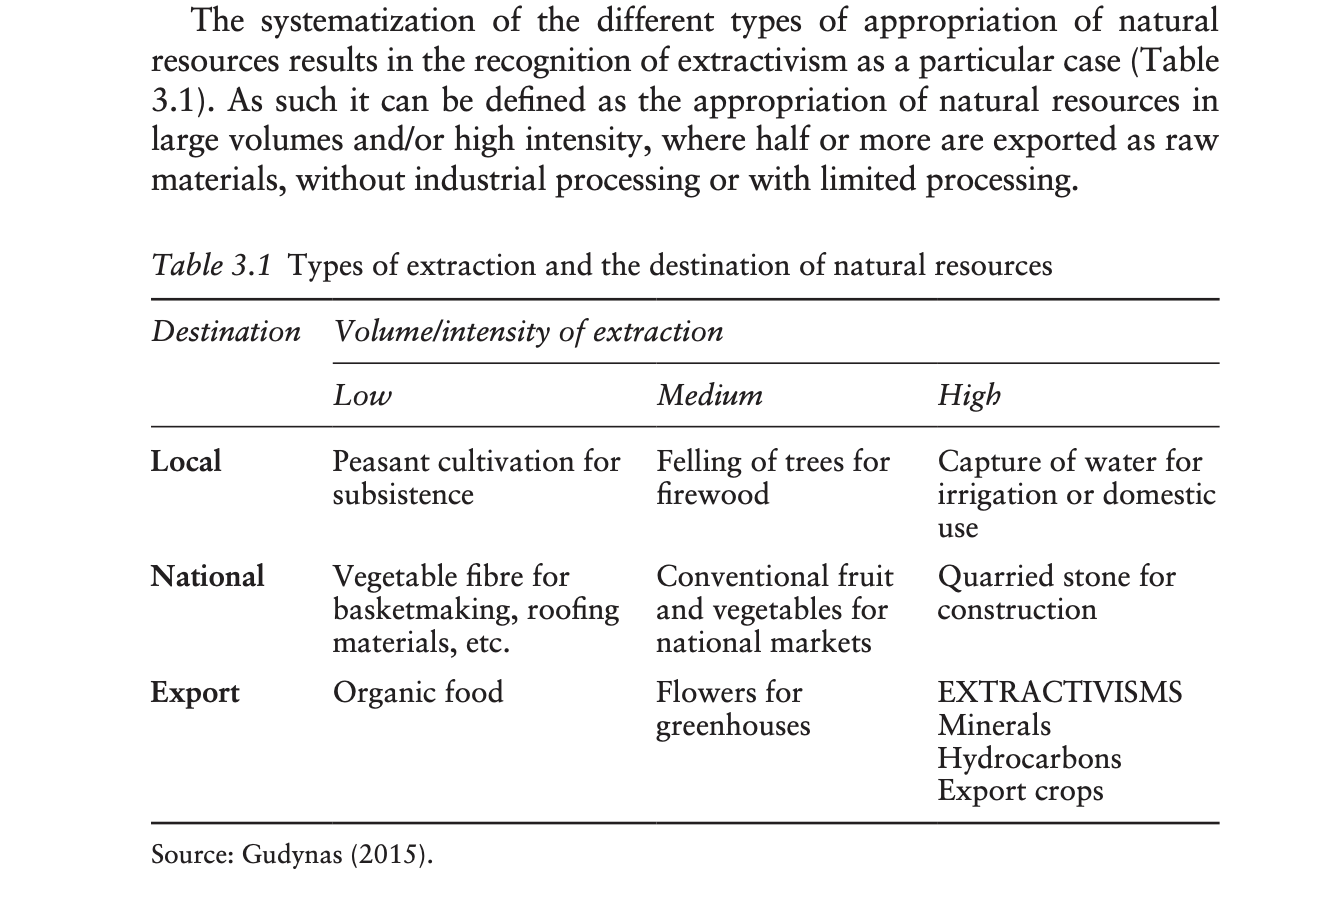 The systematization of the different types of appropriation of natural
resources results in the recognition of extractivism as a particular case (Table
3.1). As such it can be defined as the appropriation of natural resources in
large volumes and/or high intensity, where half or more are exported as raw
materials, without industrial processing or with limited processing.
Table 3.1 Types of extraction and the destination of natural resources
Destination Volume/intensity of extraction
Low Medium High
Local Peasant cultivation for Felling of trees for Capture of water for
subsistence firewood irrigation or domestic
use
National Vegetable fibre for Conventional fruit Quarried stone for
basketmaking, roofing and vegetables for construction
materials, etc. national markets
Export Organic food Flowers for EXTRACTIVISMS
greenhouses Minerals
Hydrocarbons
Export crops
Source: Gudynas (2015).